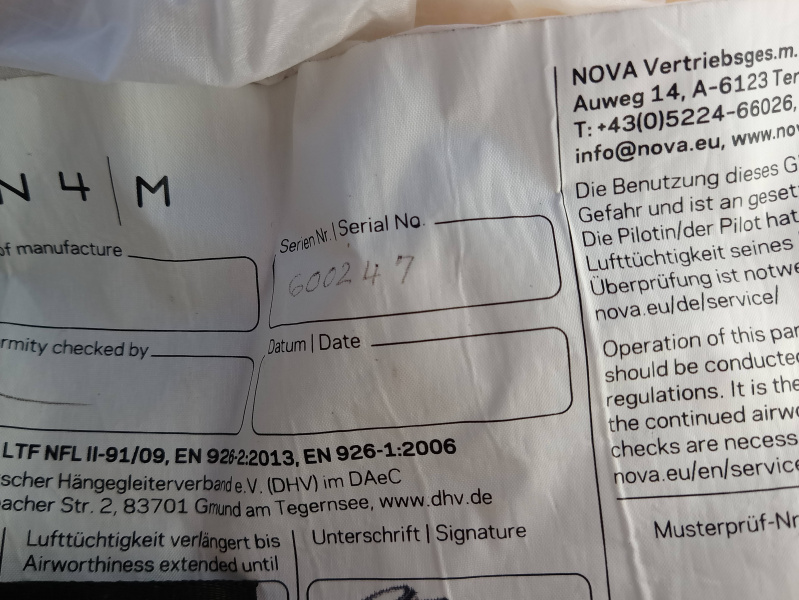 N 4 | M
of manufacture
Serien Nr. | Serial No.
600247
rmity checked by
Datum | Date
LTF NFL II-91/09, EN 926-2:2013, EN 926-1:2006
scher Hängegleiterverband e.V. (DHV) im DAeC
bacher Str. 2, 83701 Gmund am Tegernsee, www.dhv.de
Lufttüchtigkeit verlängert bis
Airworthiness extended until
Unterschrift | Signature
NOVA Vertriebsges.m.
Auweg 14, A-6123 Ter
T: +43(0)5224-66026,
info@nova.eu, www.nov
Die Benutzung dieses G
Gefahr und ist an gesetz
Die Pilotin/der Pilot hat
Lufttüchtigkeit seines
Überprüfung ist notwe
nova.eu/de/service/
Operation of this par
should be conducted
regulations. It is the
the continued airwo
checks are necess
nova.eu/en/service
Musterprüf-Nr